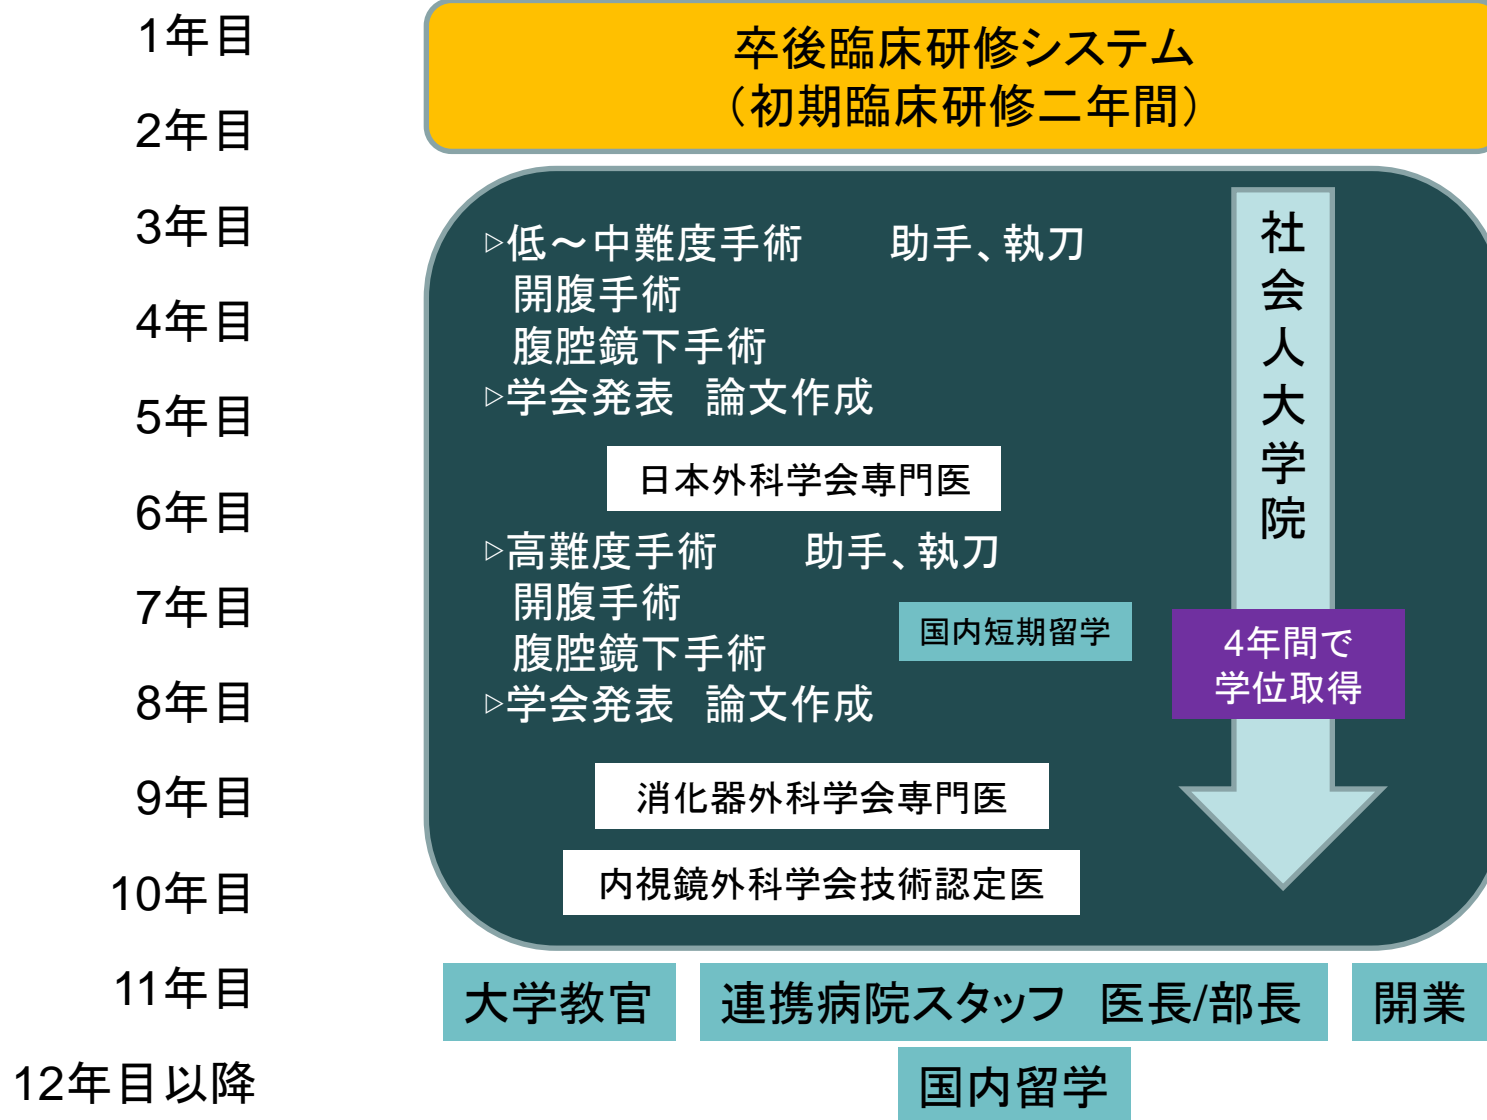 1年目
2年目
3年目
4年目
5年目
6年目
7年目
8年目
9年目
10年目
11年目
12年目以降
卒後臨床研修システム
（初期臨床研修二年間）
▷低～中難度手術　　助手、執刀
開腹手術
腹腔鏡下手術
▷学会発表　論文作成
日本外科学会専門医
▷高難度手術　　助手、執刀
開腹手術
腹腔鏡下手術
▷学会発表　論文作成
国内短期留学
消化器外科学会専門医
内視鏡外科学会技術認定医
社会人大学院
4年間で
学位取得
大学教官
連携病院スタッフ　医長/部長
開業
国内留学